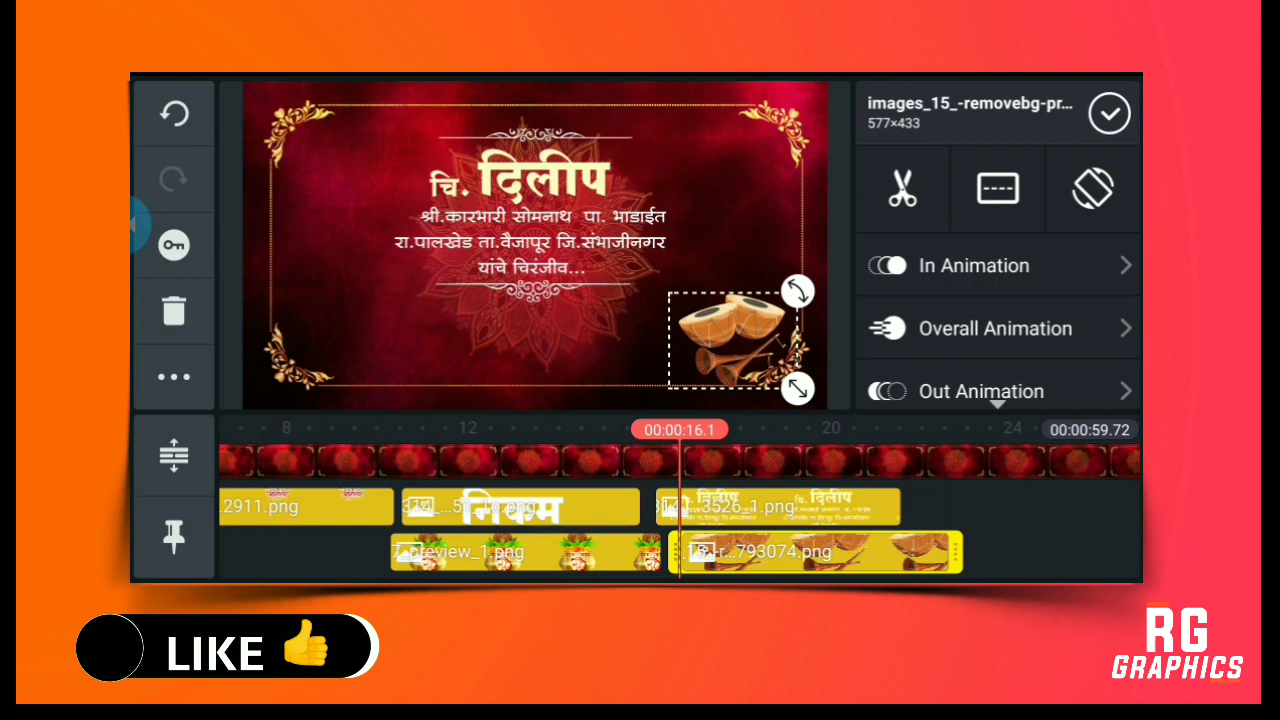 images_15_-removebg-pr...
577×433
चि. दिलीप
श्री.कारभारी सोमनाथ पा. भाडाईत
रा.पालखेड ता.वैजापूर जि.संभाजीनगर
यांचे चिरंजीव...
In Animation
Overall Animation
Out Animation
8
12
00:00:16.1
20
24
00:00:59.72
.2911.png
निकम
चि. दिलीप
चि. दिलीप
3526_1.png
preview_1.png
793074.png
LIKE
RG
GRAPHICS